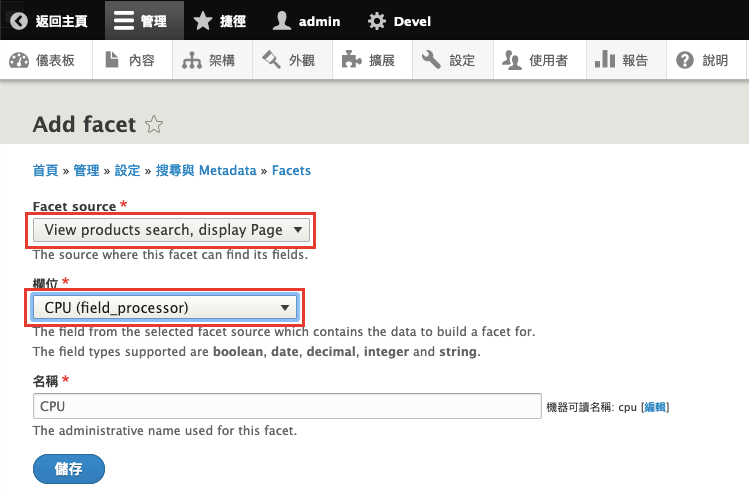 返回主頁 管理 捷徑 admin Devel
儀表板 內容 架構 外觀 擴展 設定 使用者 報告 說明
Add facet
首頁 » 管理 » 設定 » 搜尋與 Metadata » Facets
Facet source *
View products search, display Page
The source where this facet can find its fields.
欄位 *
CPU (field_processor)
The field from the selected facet source which contains the data to build a facet for.
The field types supported are boolean, date, decimal, integer and string.
名稱 *
CPU 機器可讀名稱: cpu [編輯]
The administrative name used for this facet.
儲存